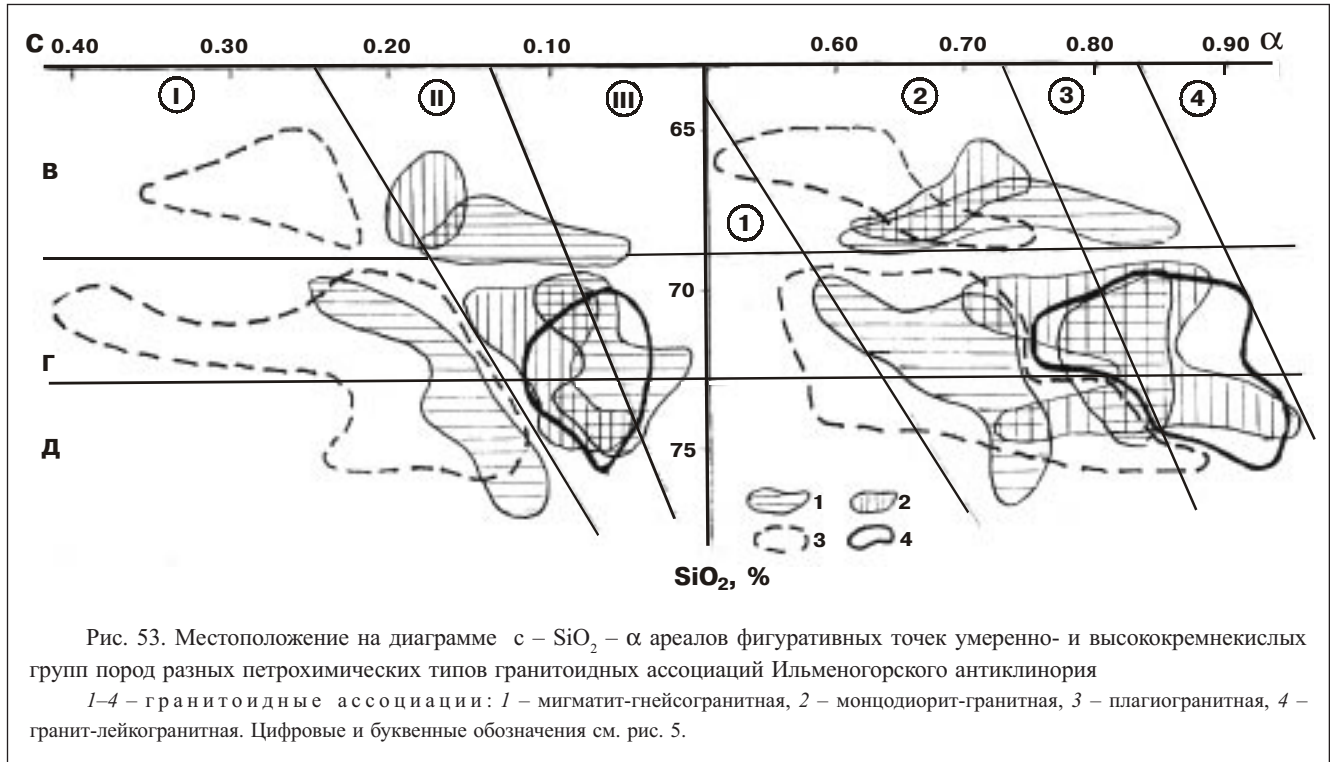 С 0.40 0.30 0.20 0.10 0.60 0.70 0.80 0.90 α
I II III 2 3 4
65
В
1
70
Г
Д
75
1 2
3 4
SiO₂, %
Рис. 53. Местоположение на диаграмме с – SiO₂ – α ареалов фигуративных точек умеренно- и высококремнекислых
групп пород разных петрохимических типов гранитоидных ассоциаций Ильменогорского антиклинория
1–4 – гранитоидные ассоциации: 1 – мигматит-гнейсогранитная, 2 – монцодиорит-гранитная, 3 – плагиогранитная, 4 –
гранит-лейкогранитная. Цифровые и буквенные обозначения см. рис. 5.